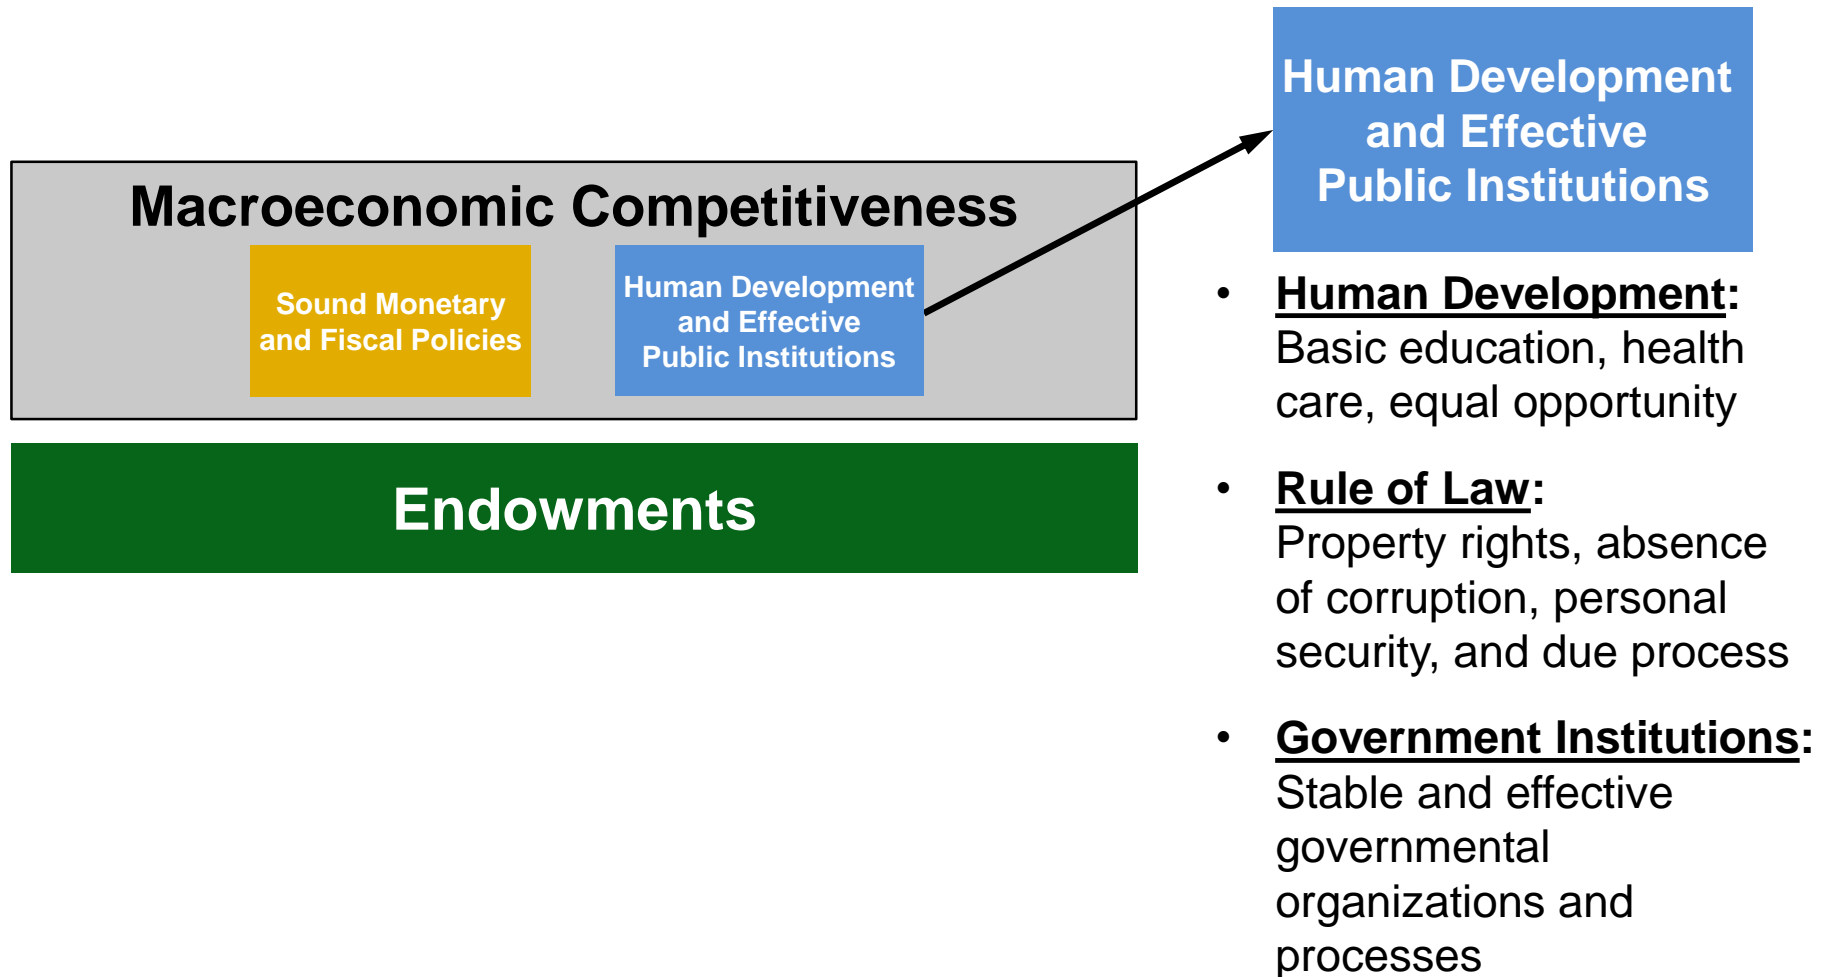 Macroeconomic Competitiveness
Sound Monetary
and Fiscal Policies
Human Development
and Effective
Public Institutions
Endowments
Human Development
and Effective
Public Institutions
• Human Development:
Basic education, health
care, equal opportunity
• Rule of Law:
Property rights, absence
of corruption, personal
security, and due process
• Government Institutions:
Stable and effective
governmental
organizations and
processes